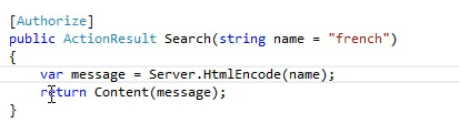 [Authorize]
public ActionResult Search(string name = "french")
{
    var message = Server.HtmlEncode(name);
    return Content(message);
}